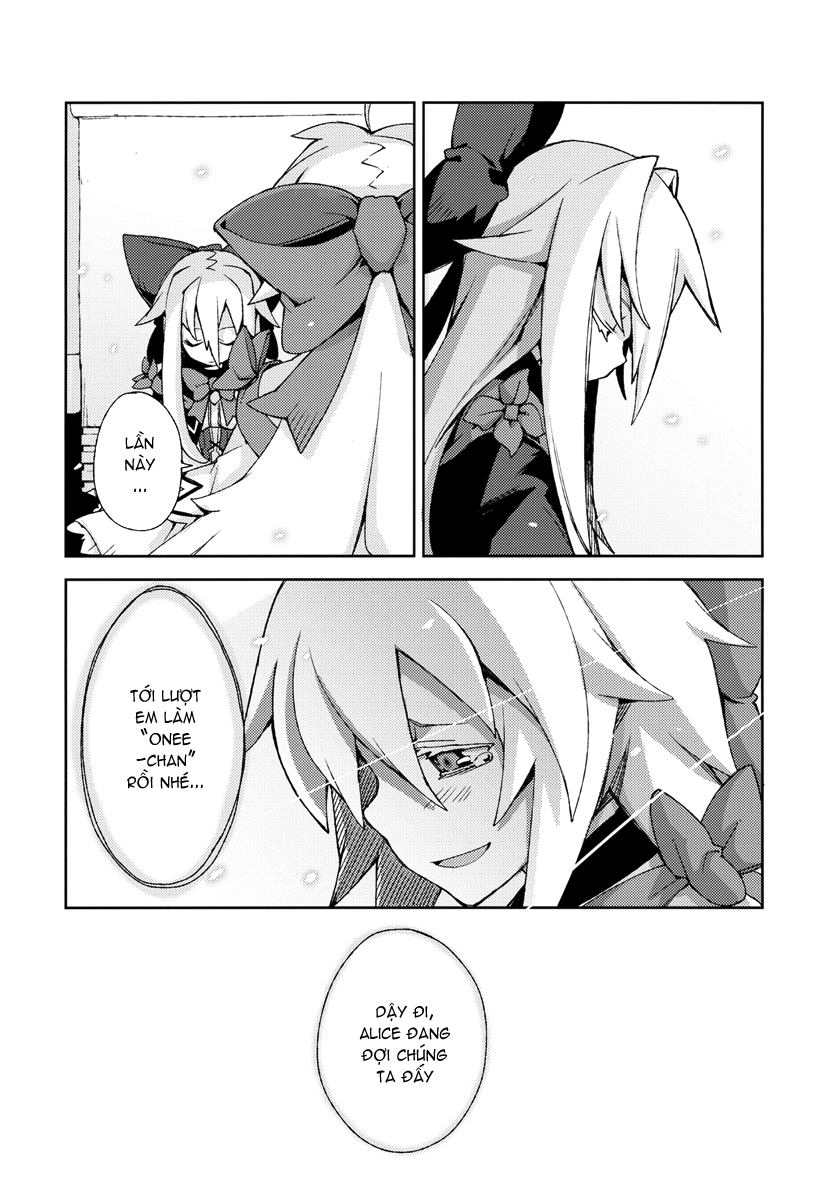 LẦN
NÀY
...
TỚI LƯỢT
EM LÀM
“ONEE
-CHAN”
RỒI NHÉ...
DẬY ĐI,
ALICE ĐANG
ĐỢI CHÚNG
TA ĐẤY